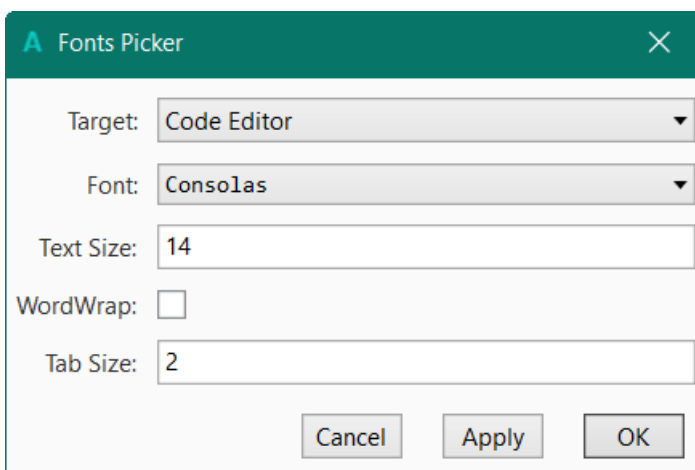 A Fonts Picker
Target: Code Editor
Font: Consolas
Text Size: 14
WordWrap:
Tab Size: 2
Cancel Apply OK